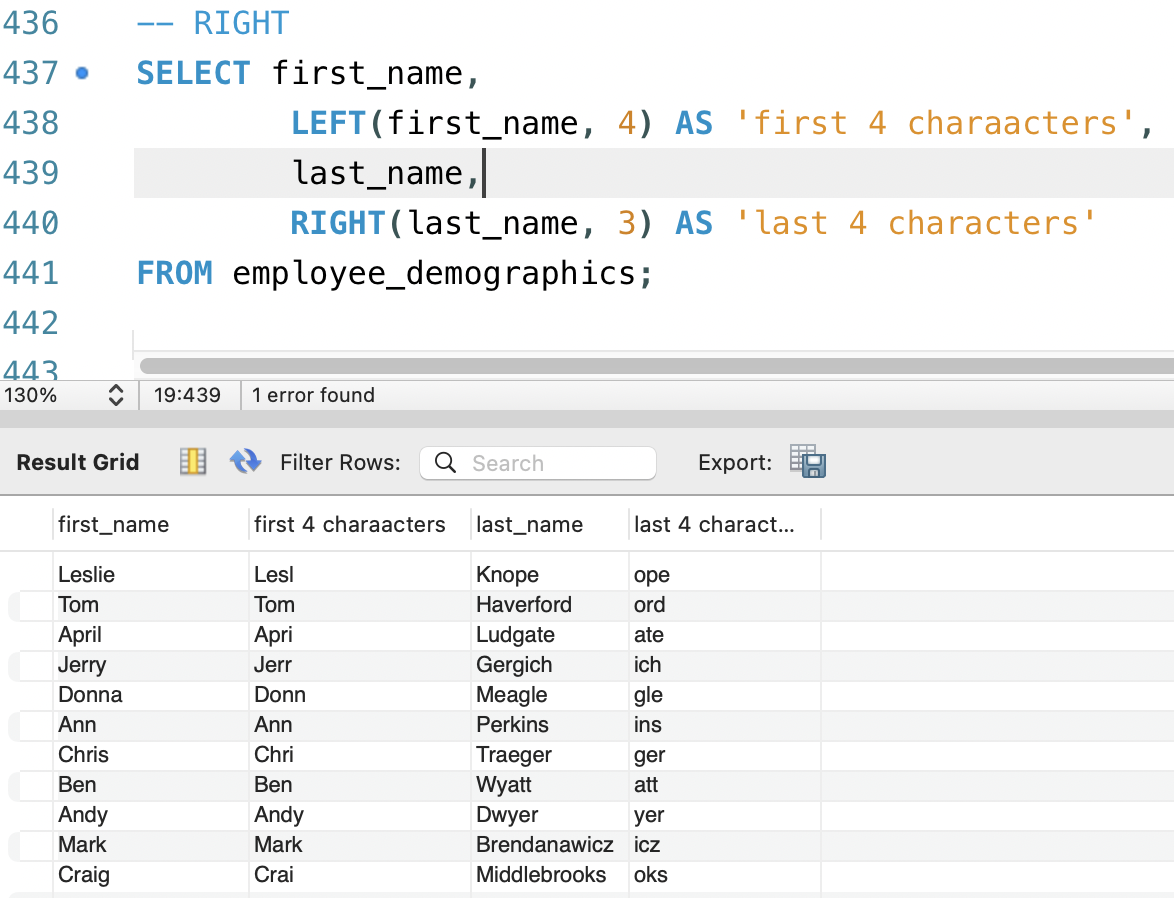 436 -- RIGHT
437 SELECT first_name,
438 LEFT(first_name, 4) AS 'first 4 charaacters',
439 last_name,
440 RIGHT(last_name, 3) AS 'last 4 characters'
441 FROM employee_demographics;
442
443
130% 19:439 1 error found
Result Grid Filter Rows: Search Export:
first_name first 4 charaacters last_name last 4 charact...
Leslie Lesl Knope ope
Tom Tom Haverford ord
April Apri Ludgate ate
Jerry Jerr Gergich ich
Donna Donn Meagle gle
Ann Ann Perkins ins
Chris Chri Traeger ger
Ben Ben Wyatt att
Andy Andy Dwyer yer
Mark Mark Brendanawicz icz
Craig Crai Middlebrooks oks